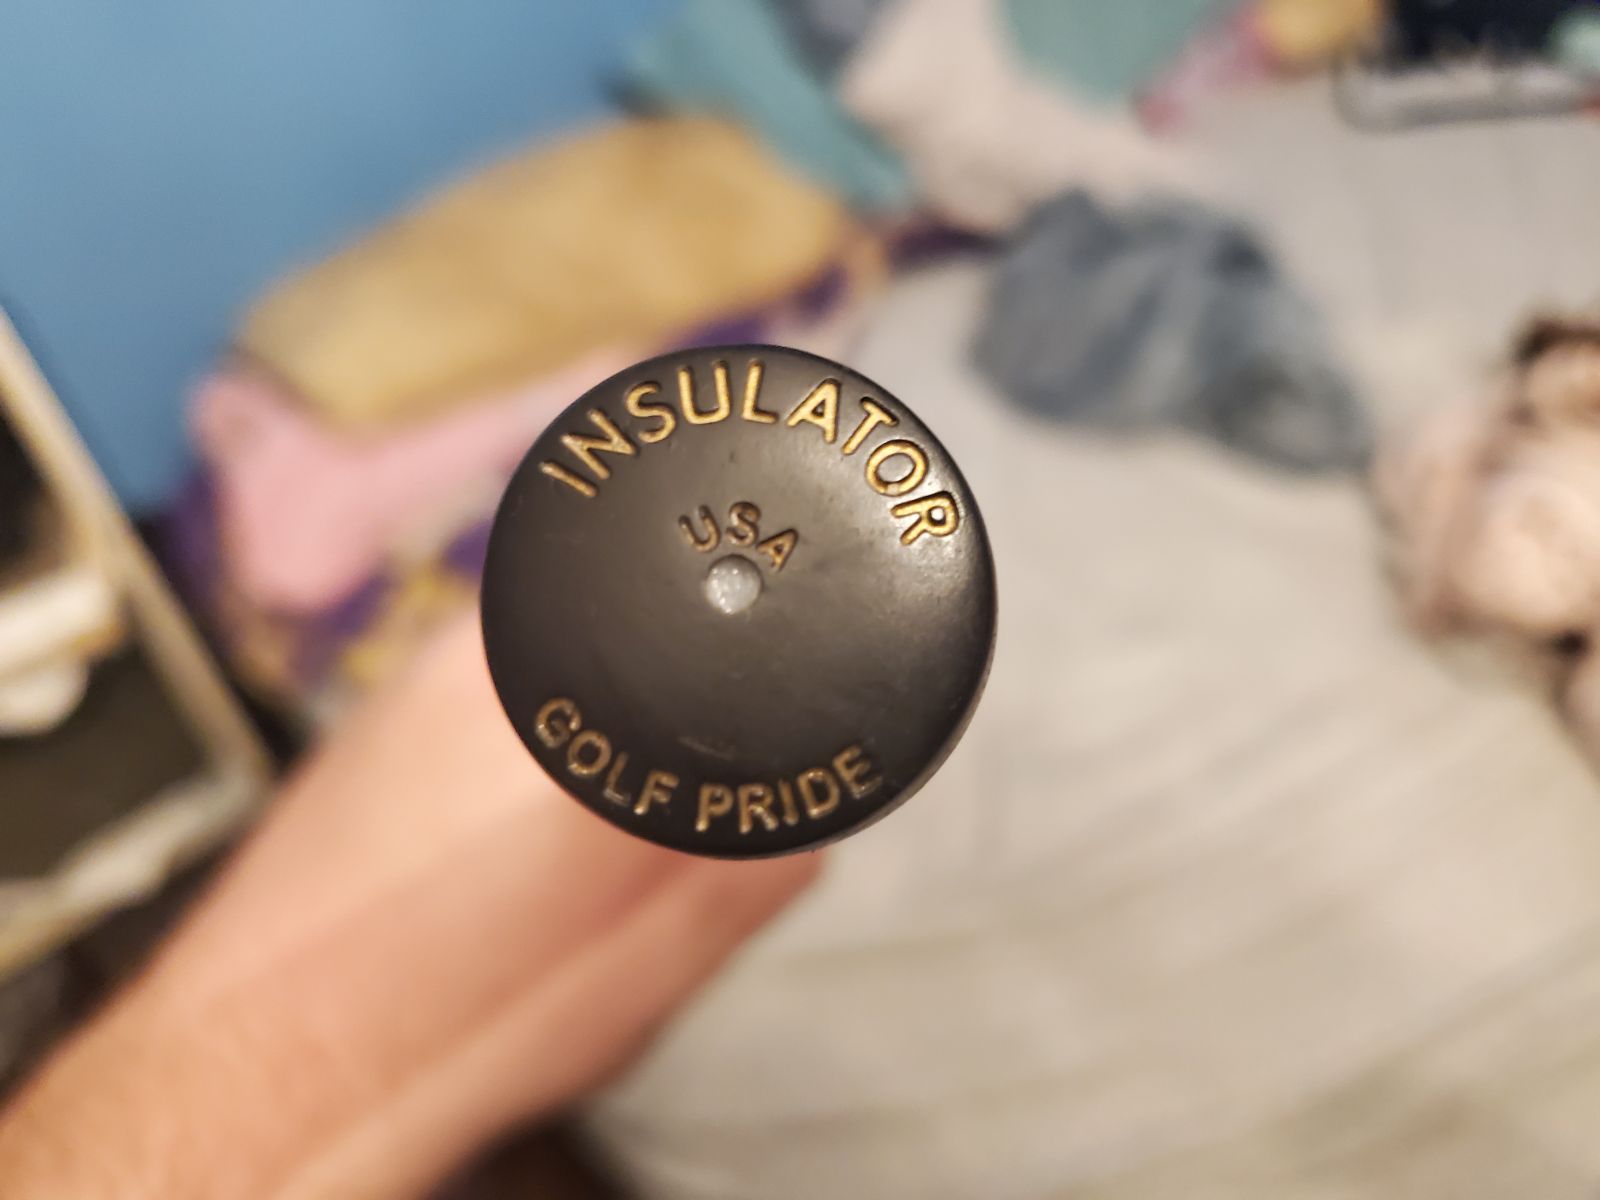 INSULATOR
USA
GOLF PRIDE